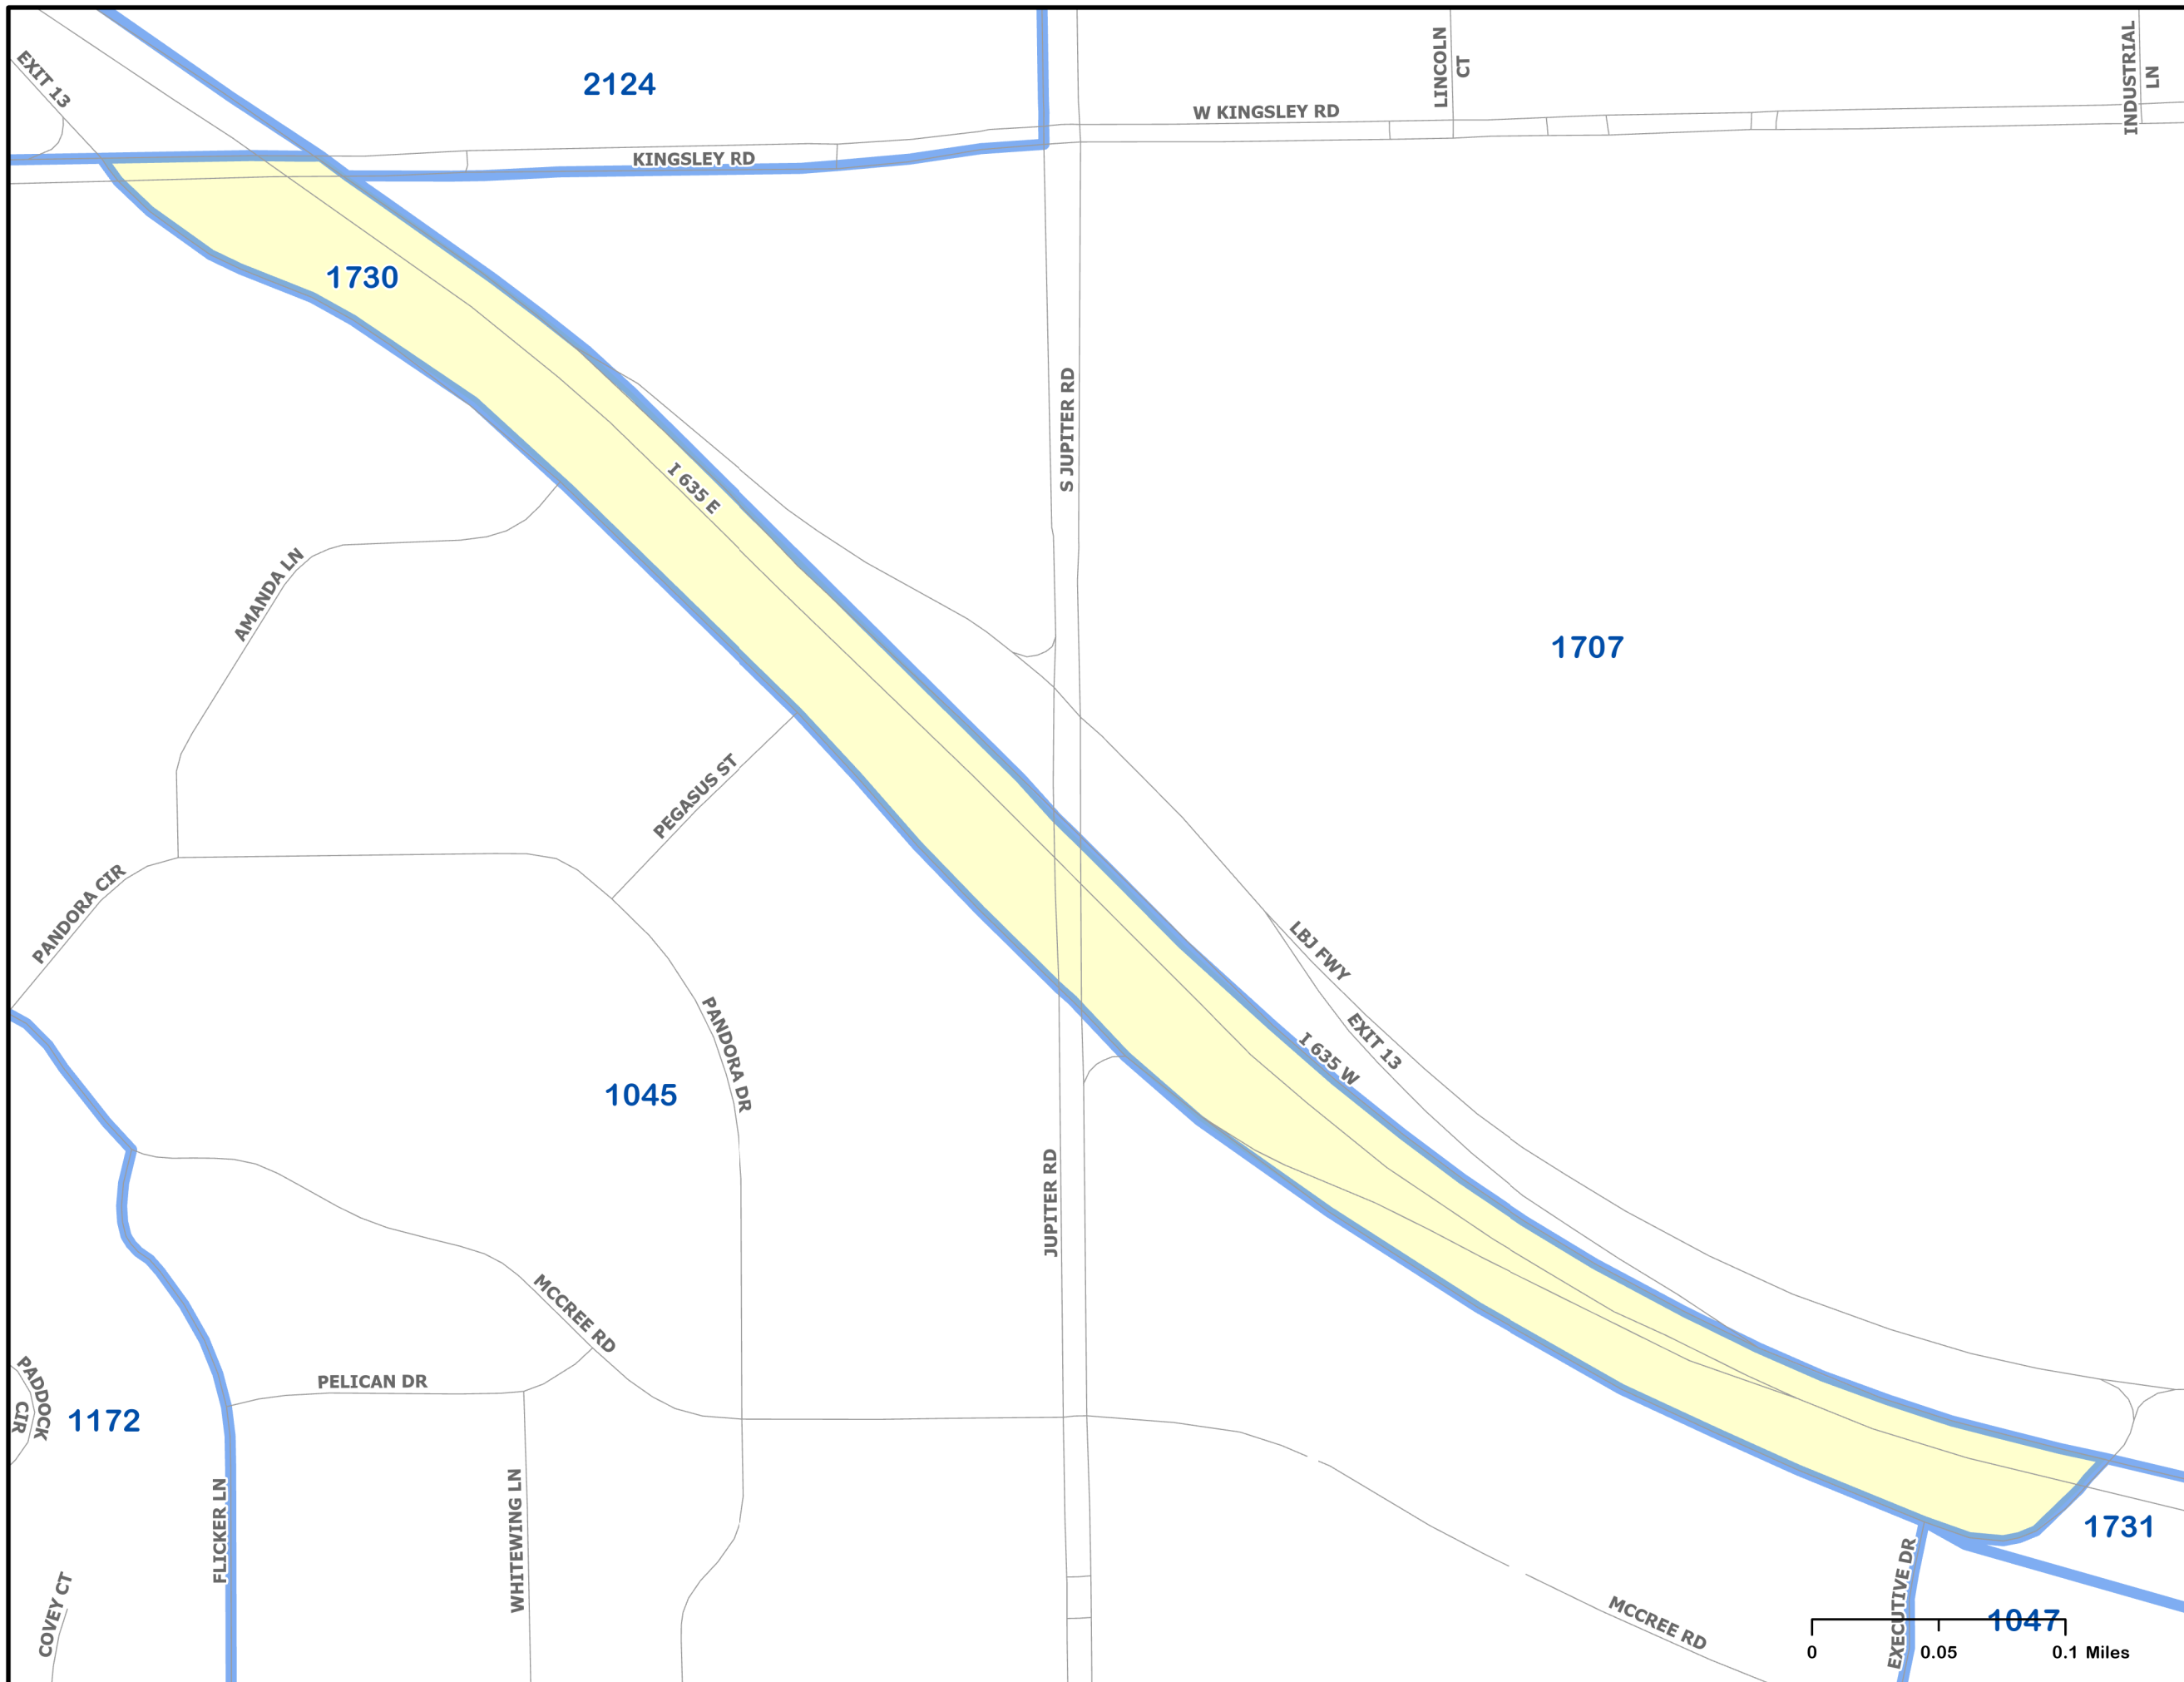 EXIT 13
2124
LINCOLN
CT
INDUSTRIAL
LN
W KINGSLEY RD
KINGSLEY RD
1730
S JUPITER RD
I 635 E
AMANDA LN
1707
PEGASUS ST
PANDORA CIR
LBJ FWY
EXIT 13
I 635 W
PANDORA DR
1045
JUPITER RD
MCCREE RD
PELICAN DR
PADDOCK
CIR
1172
FLICKER LN
WHITEWING LN
COVEY CT
1731
EXECUTIVE DR
MCCREE RD
1047
0 0.05 0.1 Miles